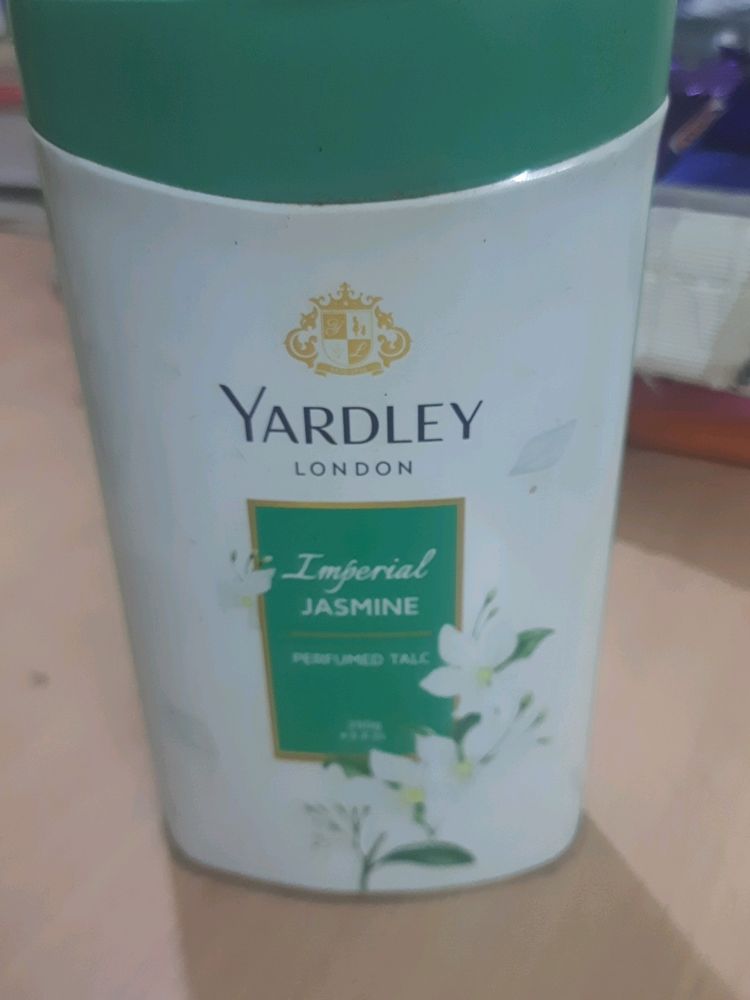 YARDLEY
LONDON
Imperial
JASMINE
PERFUMED TALC